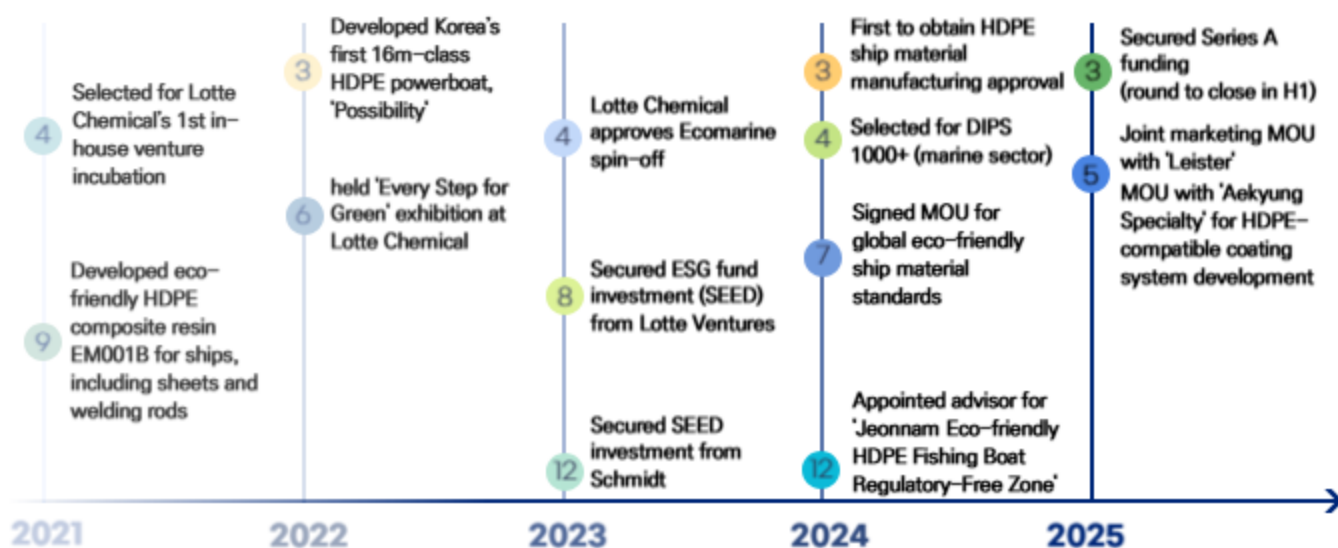 4
Selected for Lotte
Chemical's 1st in-
house venture
incubation
9
Developed eco-
friendly HDPE
composite resin
EM001B for ships,
including sheets and
welding rods
2021
3
Developed Korea's
first 16m-class
HDPE powerboat,
'Possibility'
6
held 'Every Step for
Green' exhibition at
Lotte Chemical
2022
4
Lotte Chemical
approves Ecomarine
spin-off
8
Secured ESG fund
investment (SEED)
from Lotte Ventures
12
Secured SEED
investment from
Schmidt
2023
3
First to obtain HDPE
ship material
manufacturing approval
4
Selected for DIPS
1000+ (marine sector)
7
Signed MOU for
global eco-friendly
ship material
standards
12
Appointed advisor for
'Jeonnam Eco-friendly
HDPE Fishing Boat
Regulatory-Free Zone'
2024
3
Secured Series A
funding
(round to close in H1)
5
Joint marketing MOU
with 'Leister'
MOU with 'Aekyung
Specialty' for HDPE-
compatible coating
system development
2025